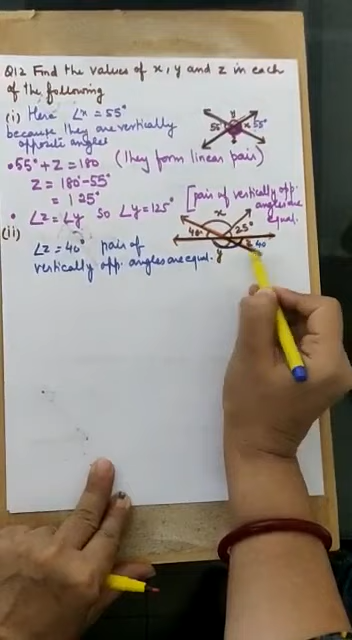 Q12 Find the values of x, y and z in each
of the following
(i) Here ∠x = 55°
because they are vertically
opposite angles
y
55° x 55°
• 55° + z = 180 (they form linear pair)
z = 180° - 55°
= 125°
[pair of vertically opp.
angles are
equal.
• ∠z = ∠y so ∠y = 125°
(ii)
x
40° 25°
z 40
y
∠z = 40° pair of
vertically opp. angles are equal.